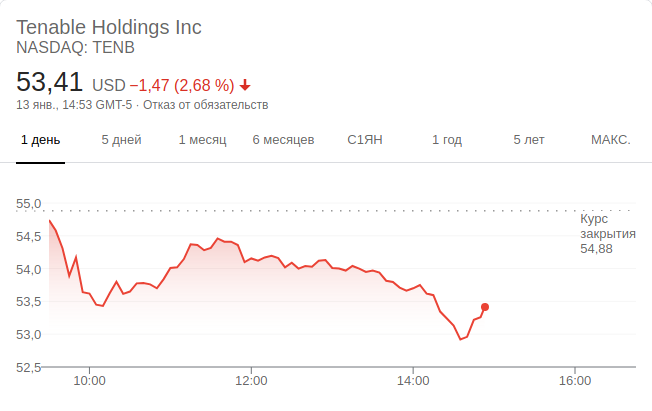 Tenable Holdings Inc
NASDAQ: TENB
53,41 USD −1,47 (2,68 %)
13 янв., 14:53 GMT-5 · Отказ от обязательств
1 день 5 дней 1 месяц 6 месяцев С1ЯН 1 год 5 лет МАКС.
55,0
Курс
закрытия
54,88
54,5
54,0
53,5
53,0
52,5
10:00 12:00 14:00 16:00